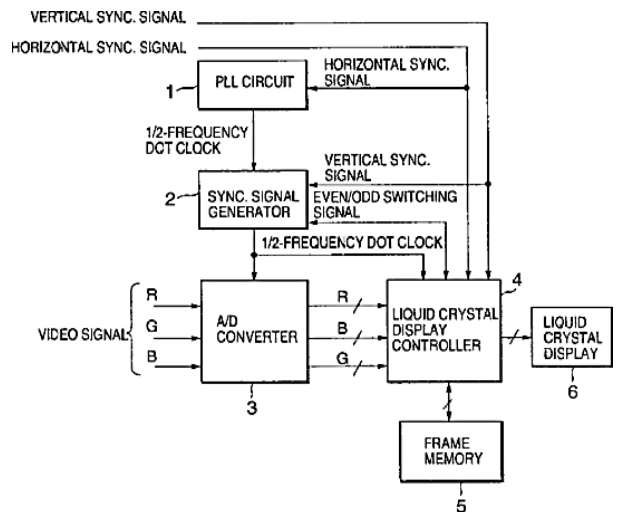 VERTICAL SYNC. SIGNAL
HORIZONTAL SYNC. SIGNAL
HORIZONTAL SYNC.
SIGNAL
1
PLL CIRCUIT
1/2-FREQUENCY
DOT CLOCK
VERTICAL SYNC.
SIGNAL
2
SYNC. SIGNAL
GENERATOR
EVEN/ODD SWITCHING
SIGNAL
1/2-FREQUENCY DOT CLOCK
4
VIDEO SIGNAL
R
G
B
A/D
CONVERTER
3
R
B
G
LIQUID CRYSTAL
DISPLAY
CONTROLLER
LIQUID
CRYSTAL
DISPLAY
6
FRAME
MEMORY
5